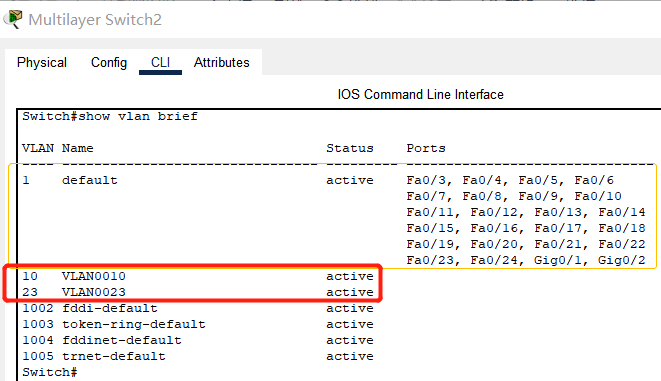 Multilayer Switch2
Physical Config CLI Attributes
IOS Command Line Interface
Switch#show vlan brief
VLAN Name                             Status    Ports
---- -------------------------------- --------- -------------------------------
1    default                          active    Fa0/3, Fa0/4, Fa0/5, Fa0/6
                                                Fa0/7, Fa0/8, Fa0/9, Fa0/10
                                                Fa0/11, Fa0/12, Fa0/13, Fa0/14
                                                Fa0/15, Fa0/16, Fa0/17, Fa0/18
                                                Fa0/19, Fa0/20, Fa0/21, Fa0/22
                                                Fa0/23, Fa0/24, Gig0/1, Gig0/2
10   VLAN0010                         active
23   VLAN0023                         active
1002 fddi-default                     active
1003 token-ring-default               active
1004 fddinet-default                  active
1005 trnet-default                    active
Switch#